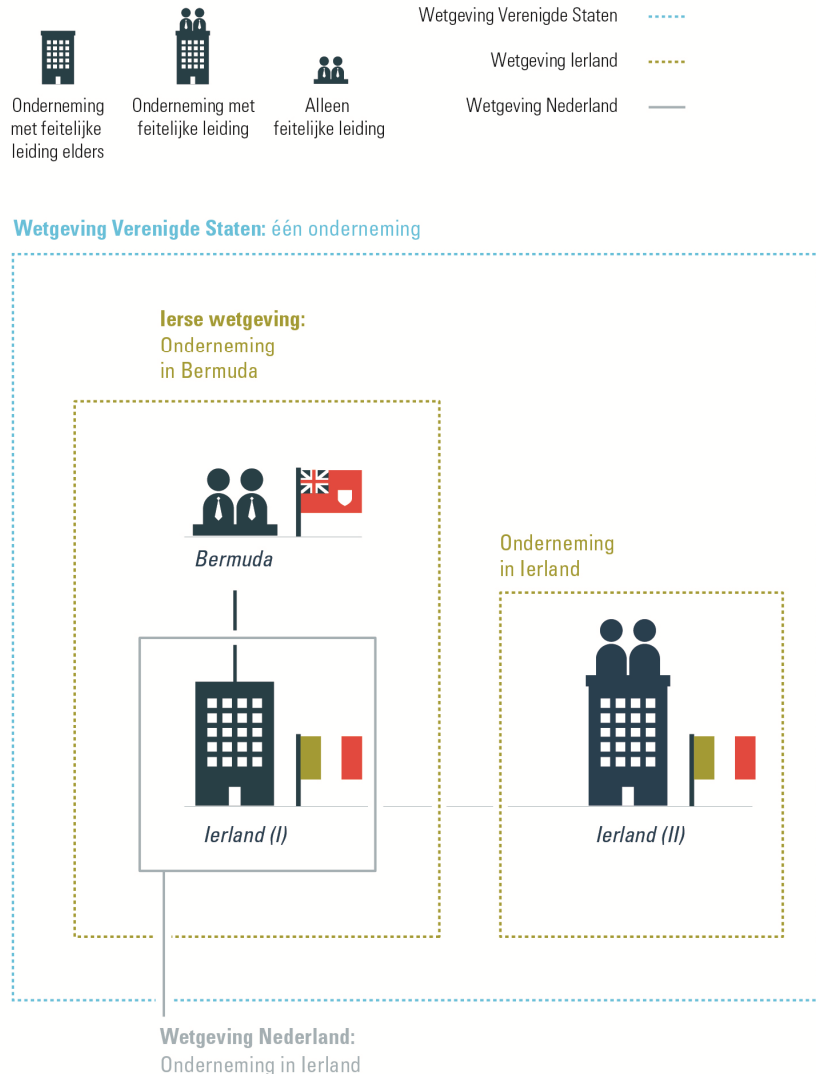 Onderneming
met feitelijke
leiding elders
Onderneming met
feitelijke leiding
Alleen
feitelijke leiding
Wetgeving Verenigde Staten
Wetgeving Ierland
Wetgeving Nederland
Wetgeving Verenigde Staten: één onderneming
Ierse wetgeving:
Onderneming
in Bermuda
Bermuda
Onderneming
in Ierland
Ierland (I)
Ierland (II)
Wetgeving Nederland:
Onderneming in Ierland